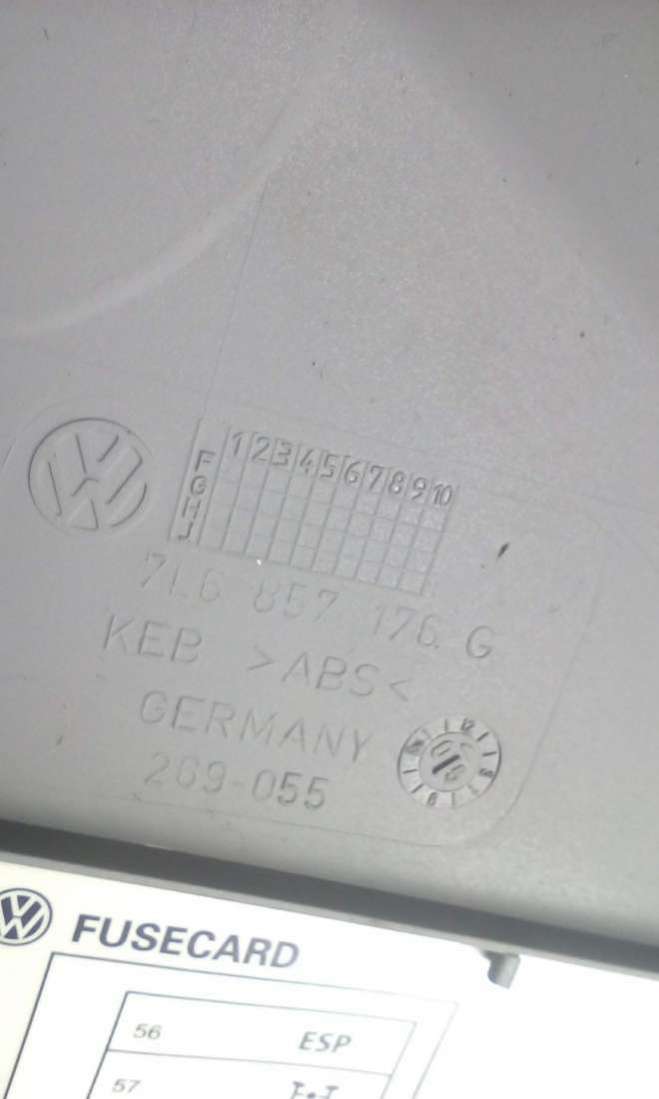 1 2 3 4 5 6 7 8 9 10
F
G
H
J
7L6 857 176 G
KEB >ABS<
GERMANY
269-055
FUSECARD
56 ESP
57